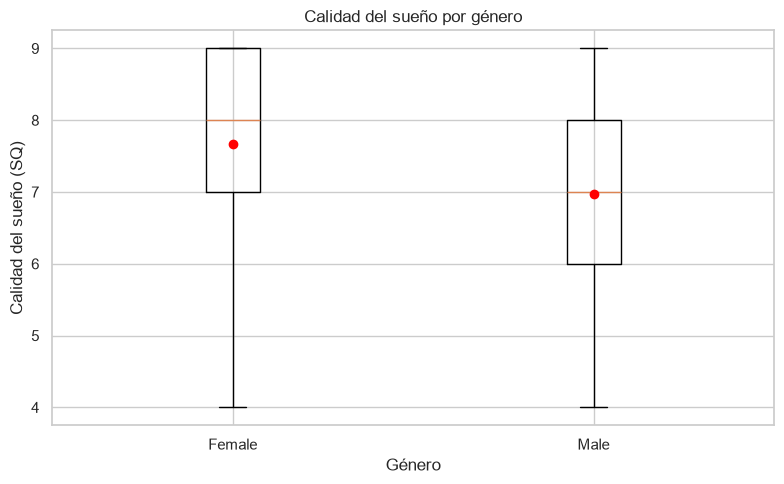 Calidad del sueño por género
Calidad del sueño (SQ)
9
8
7
6
5
4
Female
Male
Género